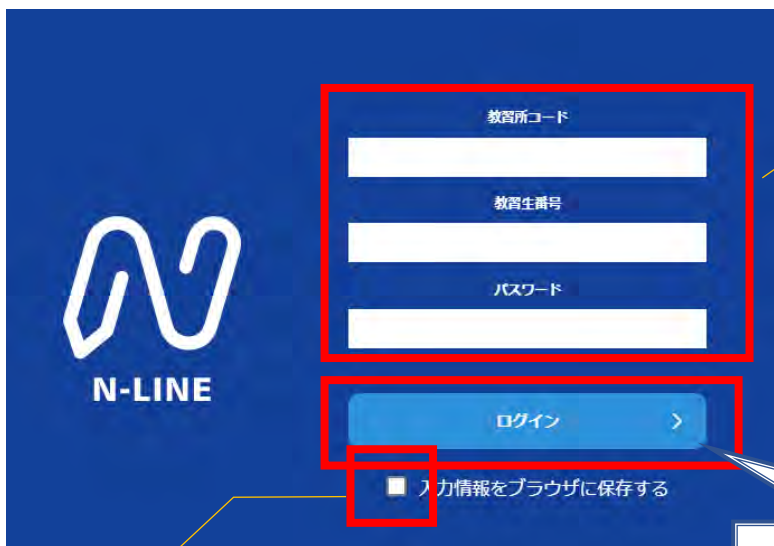 教習所コード
教習生番号
パスワード
N-LINE
ログイン
入力情報をブラウザに保存する